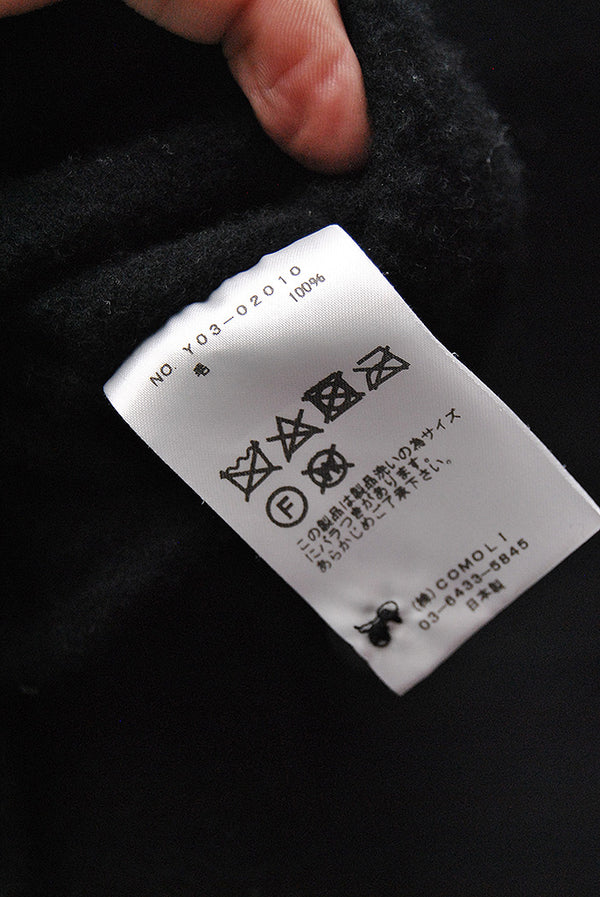 NO. Y03-02010
毛 100%
F
W
この製品は製品洗いの為サイズ
にバラつきがあります。
あらかじめご了承下さい。
(株)COMOLI
03-6433-5845
日本製